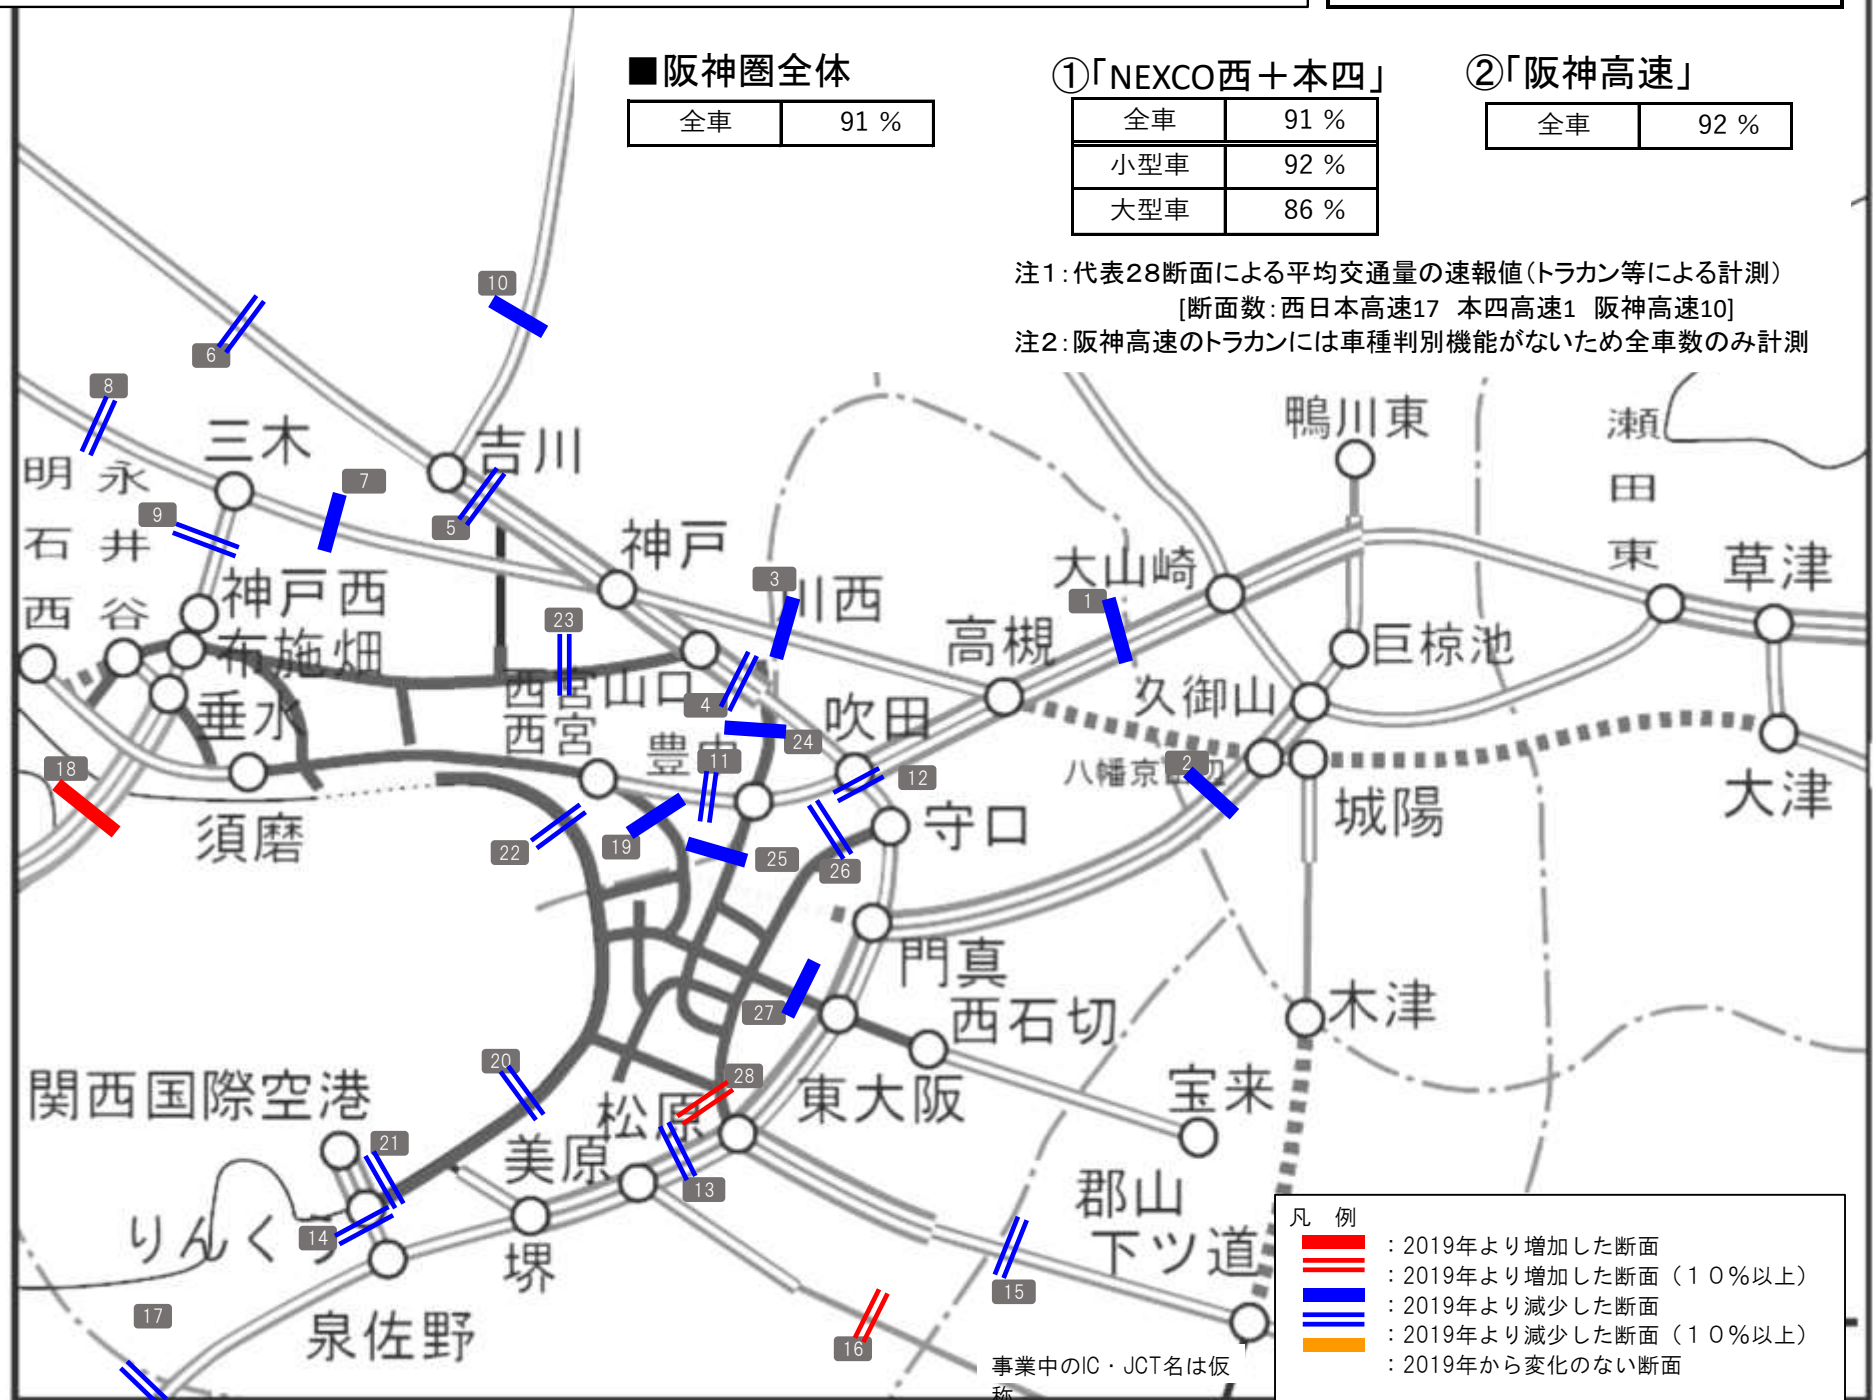 ■阪神圏全体
全車 91 %
①「NEXCO西＋本四」
全車 91 %
小型車 92 %
大型車 86 %
②「阪神高速」
全車 92 %
注1：代表28断面による平均交通量の速報値（トラカン等による計測）
[断面数：西日本高速17 本四高速1 阪神高速10]
注2：阪神高速のトラカンには車種判別機能がないため全車数のみ計測
10
6
8
三木
吉川
7
9
5
明石西
永井谷
神戸西
布施畑
神戸
3
川西
23
西宮山口
西宮
4
24
垂水
18
須磨
22
19
豊中
11
25
吹田
12
26
守口
高槻
大山崎
1
鴨川東
瀬田東
草津
巨椋池
久御山
2
城陽
大津
門真
27
西石切
木津
20
28
松原
東大阪
宝来
関西国際空港
21
美原
13
りんくう
14
堺
郡山
下ツ道
15
17
泉佐野
16
事業中のIC・JCT名は仮
称
凡 例
：2019年より増加した断面
：2019年より増加した断面（１０％以上）
：2019年より減少した断面
：2019年より減少した断面（１０％以上）
：2019年から変化のない断面